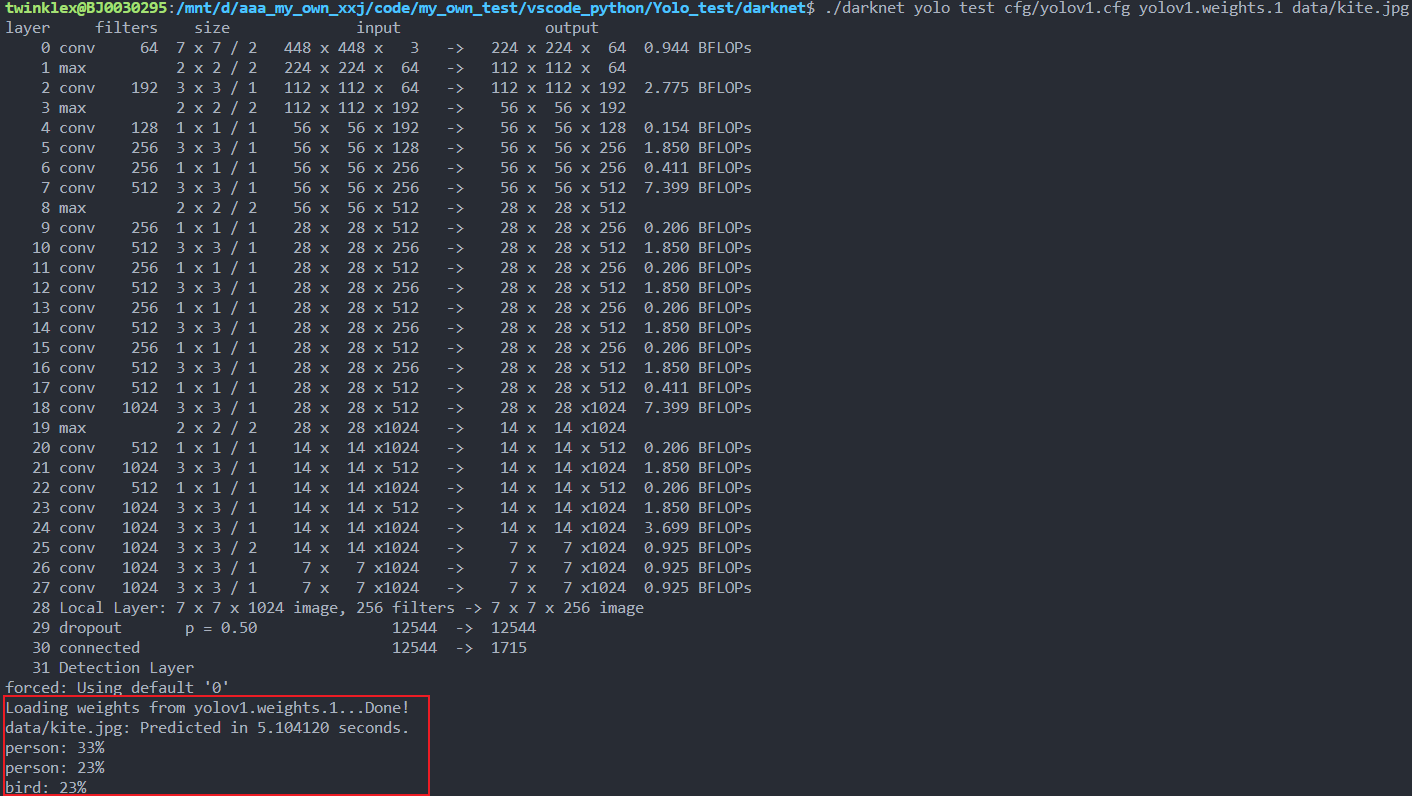 twinklex@BJ0030295:/mnt/d/aaa_my_own_xxj/code/my_own_test/vscode_python/Yolo_test/darknet$ ./darknet yolo test cfg/yolov1.cfg yolov1.weights.1 data/kite.jpg
layer     filters    size              input                output
    0 conv     64  7 x 7 / 2   448 x 448 x   3   ->   224 x 224 x  64  0.944 BFLOPs
    1 max          2 x 2 / 2   224 x 224 x  64   ->   112 x 112 x  64
    2 conv    192  3 x 3 / 1   112 x 112 x  64   ->   112 x 112 x 192  2.775 BFLOPs
    3 max          2 x 2 / 2   112 x 112 x 192   ->    56 x  56 x 192
    4 conv    128  1 x 1 / 1    56 x  56 x 192   ->    56 x  56 x 128  0.154 BFLOPs
    5 conv    256  3 x 3 / 1    56 x  56 x 128   ->    56 x  56 x 256  1.850 BFLOPs
    6 conv    256  1 x 1 / 1    56 x  56 x 256   ->    56 x  56 x 256  0.411 BFLOPs
    7 conv    512  3 x 3 / 1    56 x  56 x 256   ->    56 x  56 x 512  7.399 BFLOPs
    8 max          2 x 2 / 2    56 x  56 x 512   ->    28 x  28 x 512
    9 conv    256  1 x 1 / 1    28 x  28 x 512   ->    28 x  28 x 256  0.206 BFLOPs
   10 conv    512  3 x 3 / 1    28 x  28 x 256   ->    28 x  28 x 512  1.850 BFLOPs
   11 conv    256  1 x 1 / 1    28 x  28 x 512   ->    28 x  28 x 256  0.206 BFLOPs
   12 conv    512  3 x 3 / 1    28 x  28 x 256   ->    28 x  28 x 512  1.850 BFLOPs
   13 conv    256  1 x 1 / 1    28 x  28 x 512   ->    28 x  28 x 256  0.206 BFLOPs
   14 conv    512  3 x 3 / 1    28 x  28 x 256   ->    28 x  28 x 512  1.850 BFLOPs
   15 conv    256  1 x 1 / 1    28 x  28 x 512   ->    28 x  28 x 256  0.206 BFLOPs
   16 conv    512  3 x 3 / 1    28 x  28 x 256   ->    28 x  28 x 512  1.850 BFLOPs
   17 conv    512  1 x 1 / 1    28 x  28 x 512   ->    28 x  28 x 512  0.411 BFLOPs
   18 conv   1024  3 x 3 / 1    28 x  28 x 512   ->    28 x  28 x1024  7.399 BFLOPs
   19 max          2 x 2 / 2    28 x  28 x1024   ->    14 x  14 x1024
   20 conv    512  1 x 1 / 1    14 x  14 x1024   ->    14 x  14 x 512  0.206 BFLOPs
   21 conv   1024  3 x 3 / 1    14 x  14 x 512   ->    14 x  14 x1024  1.850 BFLOPs
   22 conv    512  1 x 1 / 1    14 x  14 x1024   ->    14 x  14 x 512  0.206 BFLOPs
   23 conv   1024  3 x 3 / 1    14 x  14 x 512   ->    14 x  14 x1024  1.850 BFLOPs
   24 conv   1024  3 x 3 / 1    14 x  14 x1024   ->    14 x  14 x1024  3.699 BFLOPs
   25 conv   1024  3 x 3 / 2    14 x  14 x1024   ->     7 x   7 x1024  0.925 BFLOPs
   26 conv   1024  3 x 3 / 1     7 x   7 x1024   ->     7 x   7 x1024  0.925 BFLOPs
   27 conv   1024  3 x 3 / 1     7 x   7 x1024   ->     7 x   7 x1024  0.925 BFLOPs
   28 Local Layer: 7 x 7 x 1024 image, 256 filters -> 7 x 7 x 256 image
   29 dropout       p = 0.50               12544  ->  12544
   30 connected                            12544  ->  1715
   31 Detection Layer
forced: Using default '0'
Loading weights from yolov1.weights.1...Done!
data/kite.jpg: Predicted in 5.104120 seconds.
person: 33%
person: 23%
bird: 23%